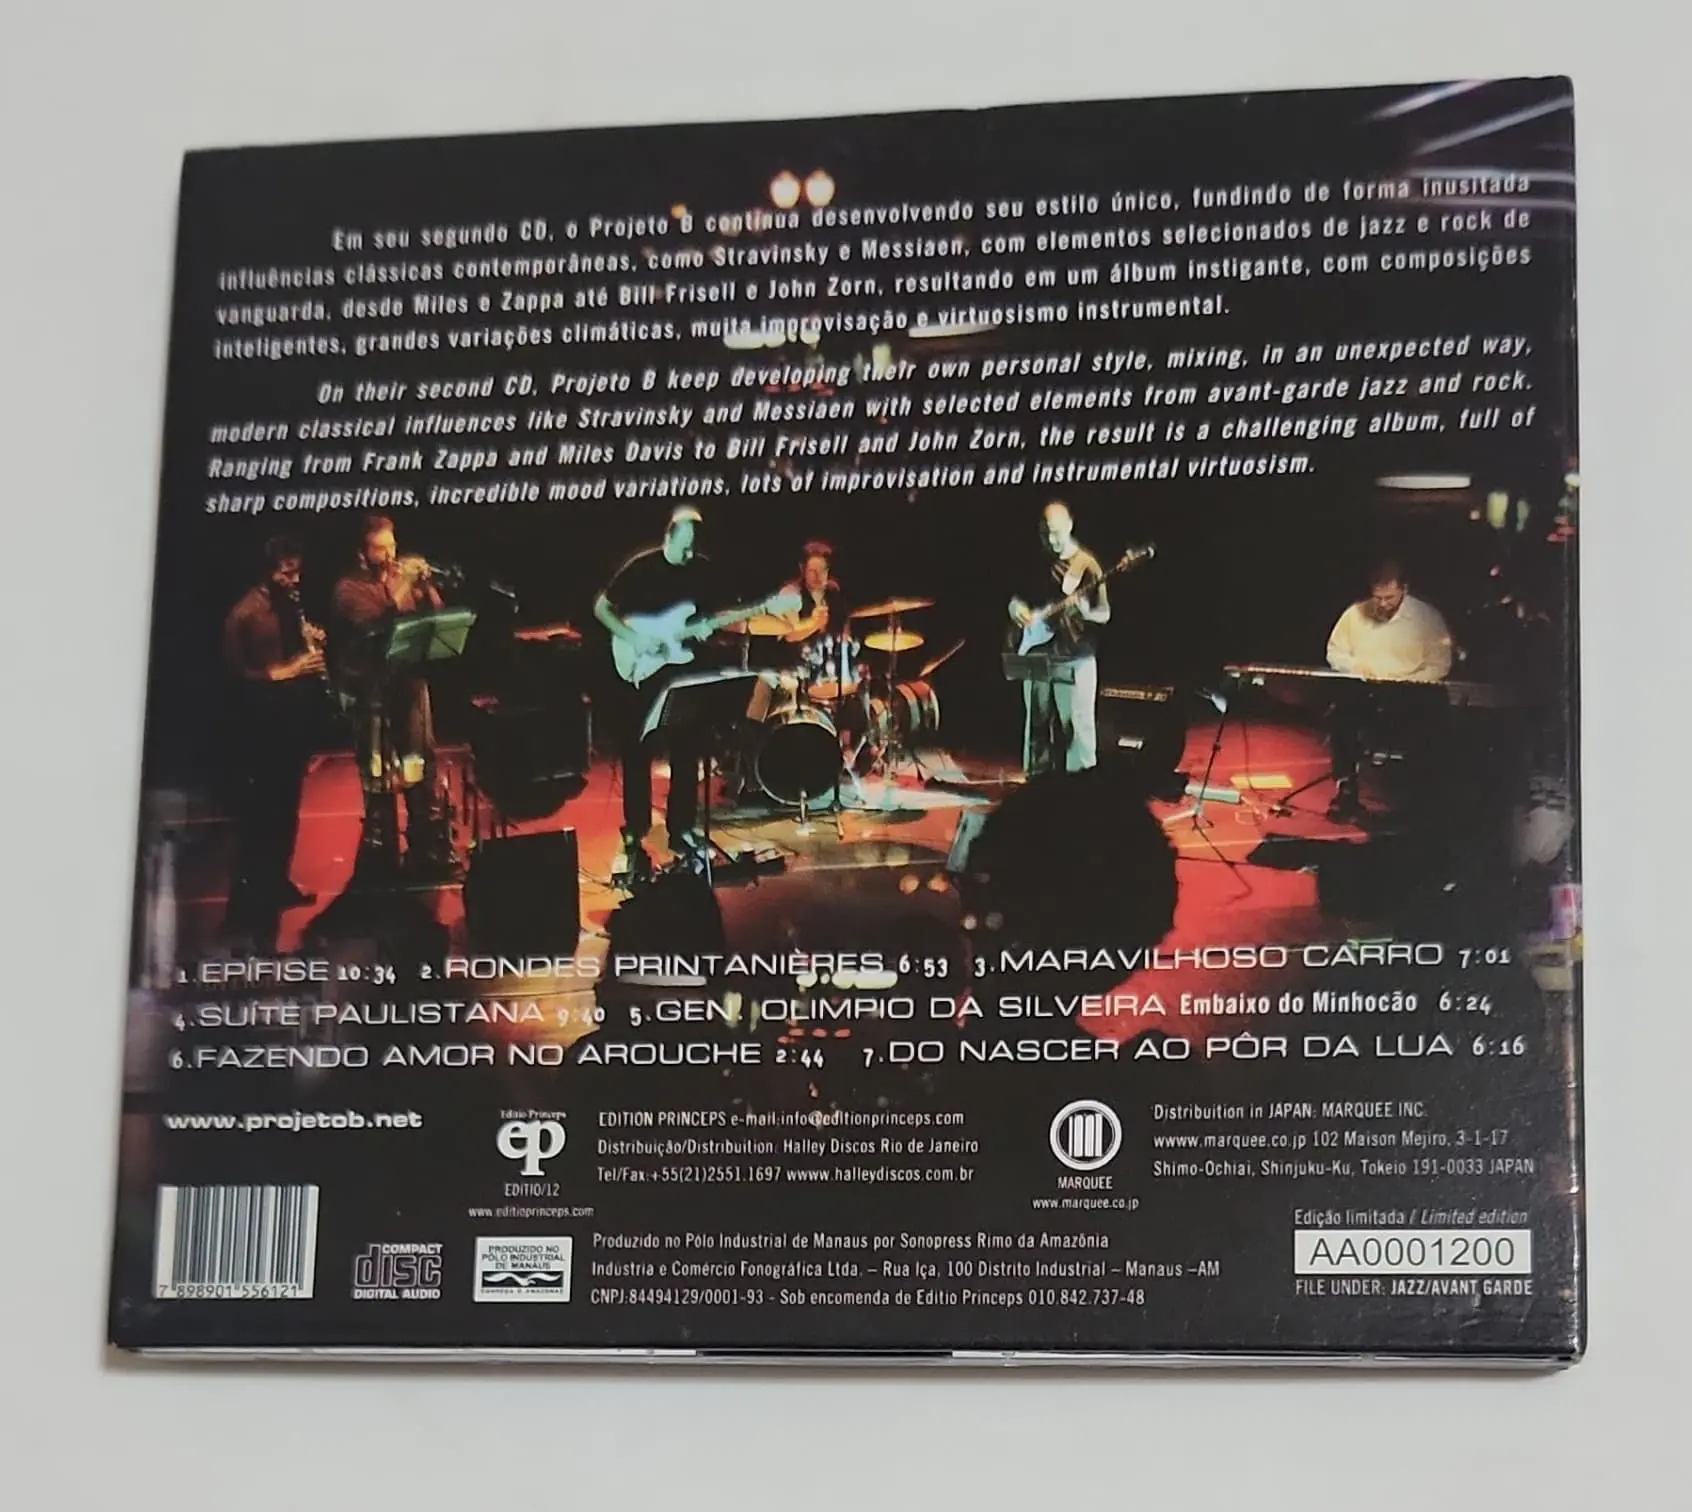 Em seu segundo CD, o Projeto B continua desenvolvendo seu estilo único, fundindo de forma inusitada
influências clássicas contemporâneas, como Stravinsky e Messiaen, com elementos selecionados de jazz e rock de
vanguarda, desde Miles e Zappa até Bill Frisell e John Zorn, resultando em um álbum instigante, com composições
inteligentes, grandes variações climáticas, muita improvisação e virtuosismo instrumental.
On their second CD, Projeto B keep developing their own personal style, mixing, in an unexpected way,
modern classical influences like Stravinsky and Messiaen with selected elements from avant-garde jazz and rock.
Ranging from Frank Zappa and Miles Davis to Bill Frisell and John Zorn, the result is a challenging album, full of
sharp compositions, incredible mood variations, lots of improvisation and instrumental virtuosism.
1.EPÍFISE 10:34 2.RONDES PRINTANIÈRES 6:53 3.MARAVILHOSO CARRO 7:01
4.SUÍTE PAULISTANA 9:40 5.GEN. OLIMPIO DA SILVEIRA Embaixo do Minhocão 6:24
6.FAZENDO AMOR NO AROUCHE 2:44 7.DO NASCER AO PÔR DA LUA 6:16
www.projetob.net
Editio Princeps
ep
EDITIO/12
www.editioprinceps.com
EDITION PRINCEPS e-mail:info@editionprinceps.com
Distribuição/Distribuition: Halley Discos Rio de Janeiro
Tel/Fax:+55(21)2551.1697 wwww.halleydiscos.com.br
MARQUEE
www.marquee.co.jp
Distribuition in JAPAN: MARQUEE INC.
wwww.marquee.co.jp 102 Maison Mejiro, 3-1-17
Shimo-Ochiai, Shinjuku-Ku, Tokeio 191-0033 JAPAN
7 898901 556121
COMPACT
disc
DIGITAL AUDIO
PRODUZIDO NO
PÓLO INDUSTRIAL
DE MANAUS
CONHEÇA O AMAZONAS
Produzido no Pólo Industrial de Manaus por Sonopress Rimo da Amazônia
Industria e Comércio Fonográfica Ltda. – Rua Iça, 100 Distrito Industrial – Manaus –AM
CNPJ:84494129/0001-93 - Sob encomenda de Editio Princeps 010.842.737-48
Edição limitada / Limited edition
AA0001200
FILE UNDER: JAZZ/AVANT GARDE